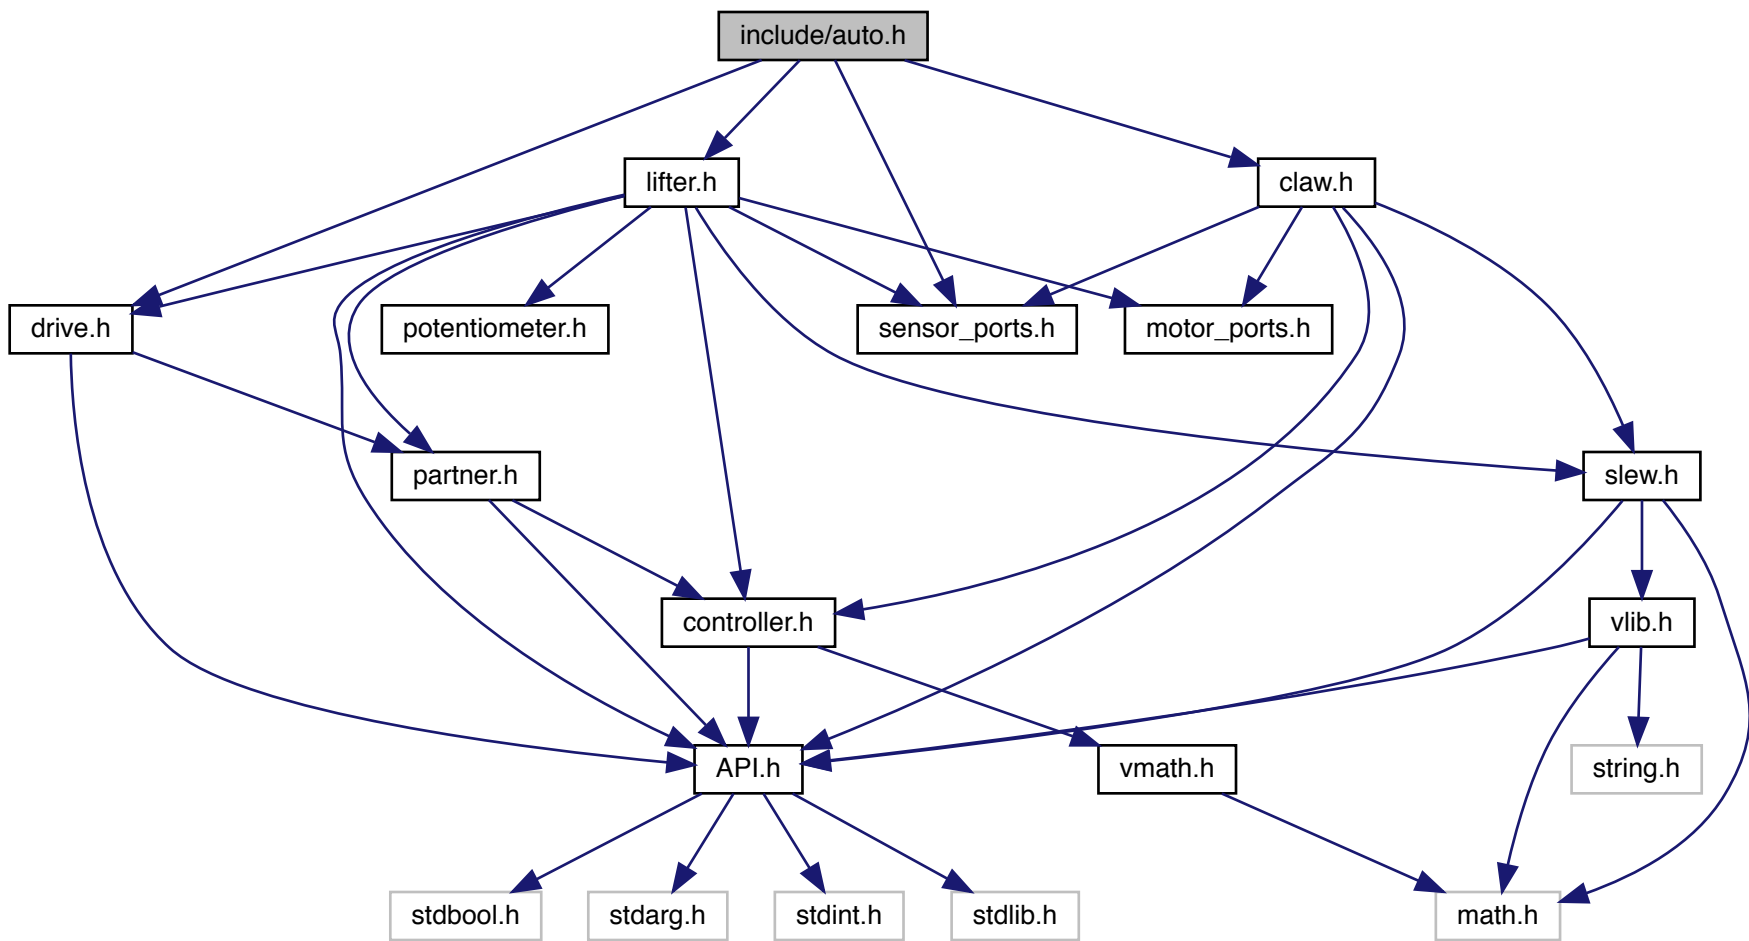 include/auto.h
lifter.h
claw.h
drive.h
potentiometer.h
sensor_ports.h
motor_ports.h
partner.h
slew.h
controller.h
vlib.h
API.h
vmath.h
string.h
stdbool.h
stdarg.h
stdint.h
stdlib.h
math.h